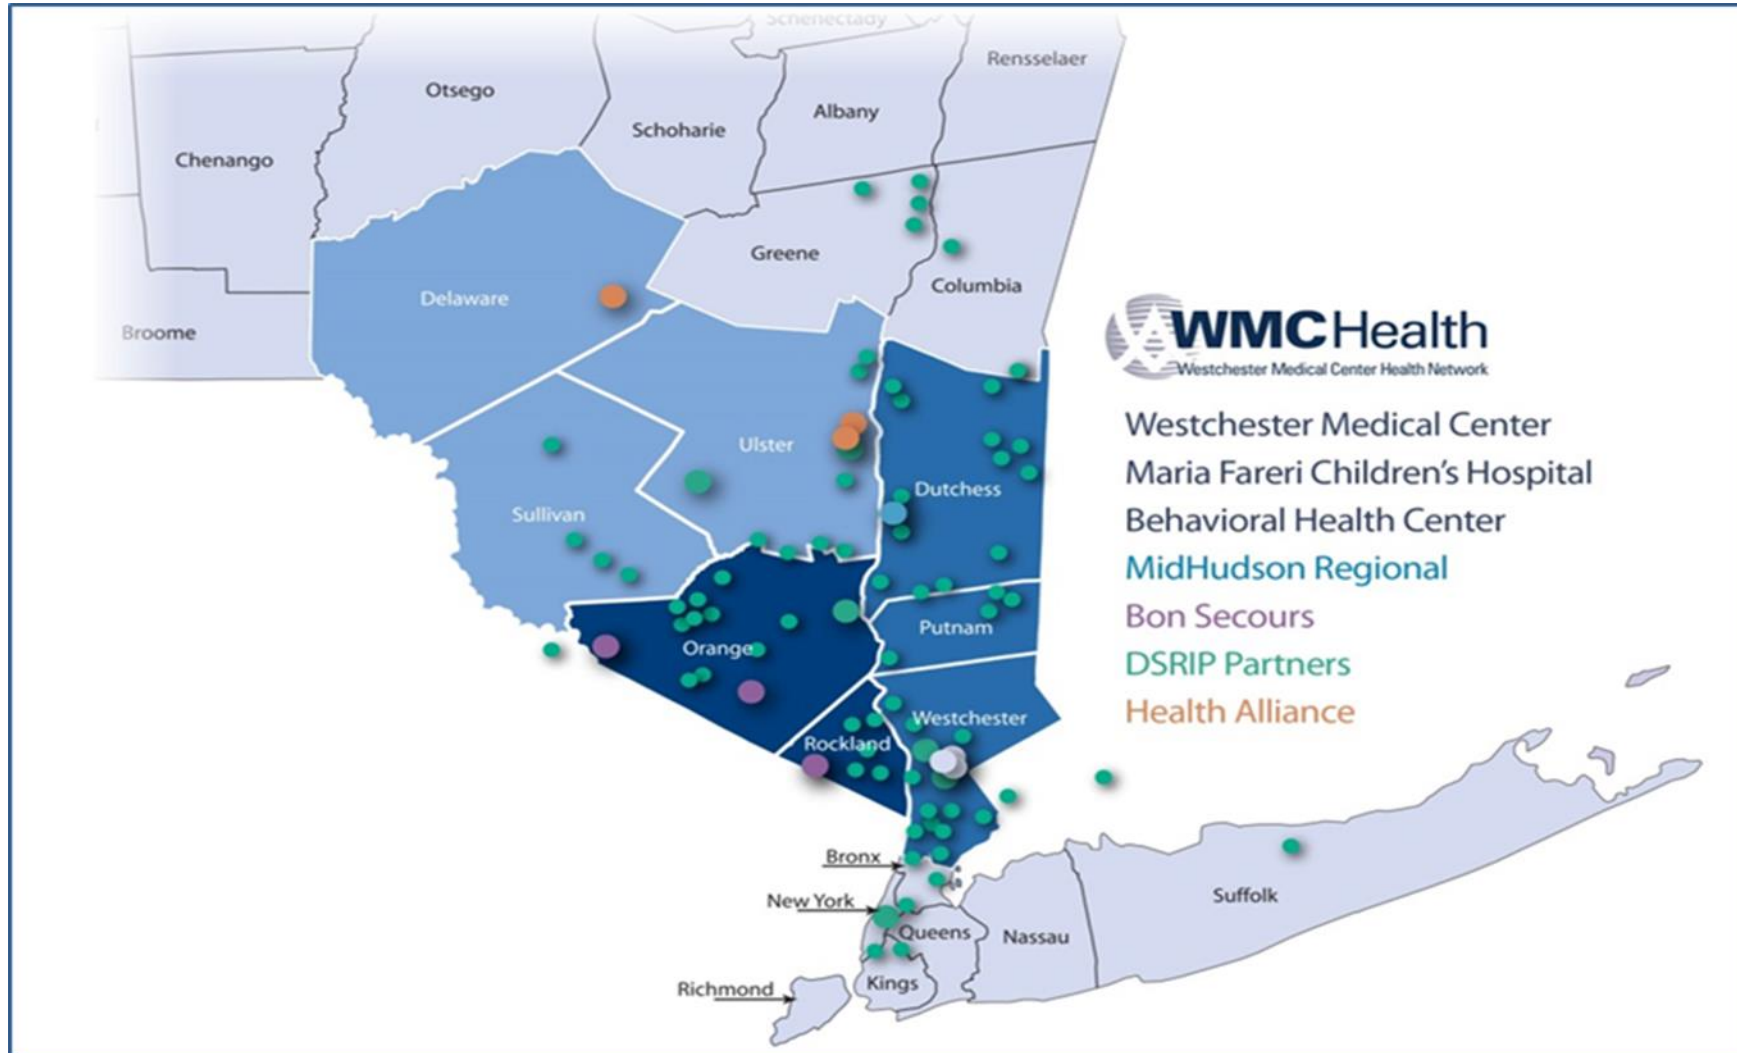 Schenectady
Rensselaer
Otsego
Albany
Schoharie
Chenango
Greene
Columbia
Delaware
Broome
WMCHealth
Westchester Medical Center Health Network
Westchester Medical Center
Maria Fareri Children's Hospital
Behavioral Health Center
MidHudson Regional
Bon Secours
DSRIP Partners
Health Alliance
Ulster
Dutchess
Sullivan
Putnam
Orange
Westchester
Rockland
Bronx
New York
Suffolk
Queens
Nassau
Kings
Richmond